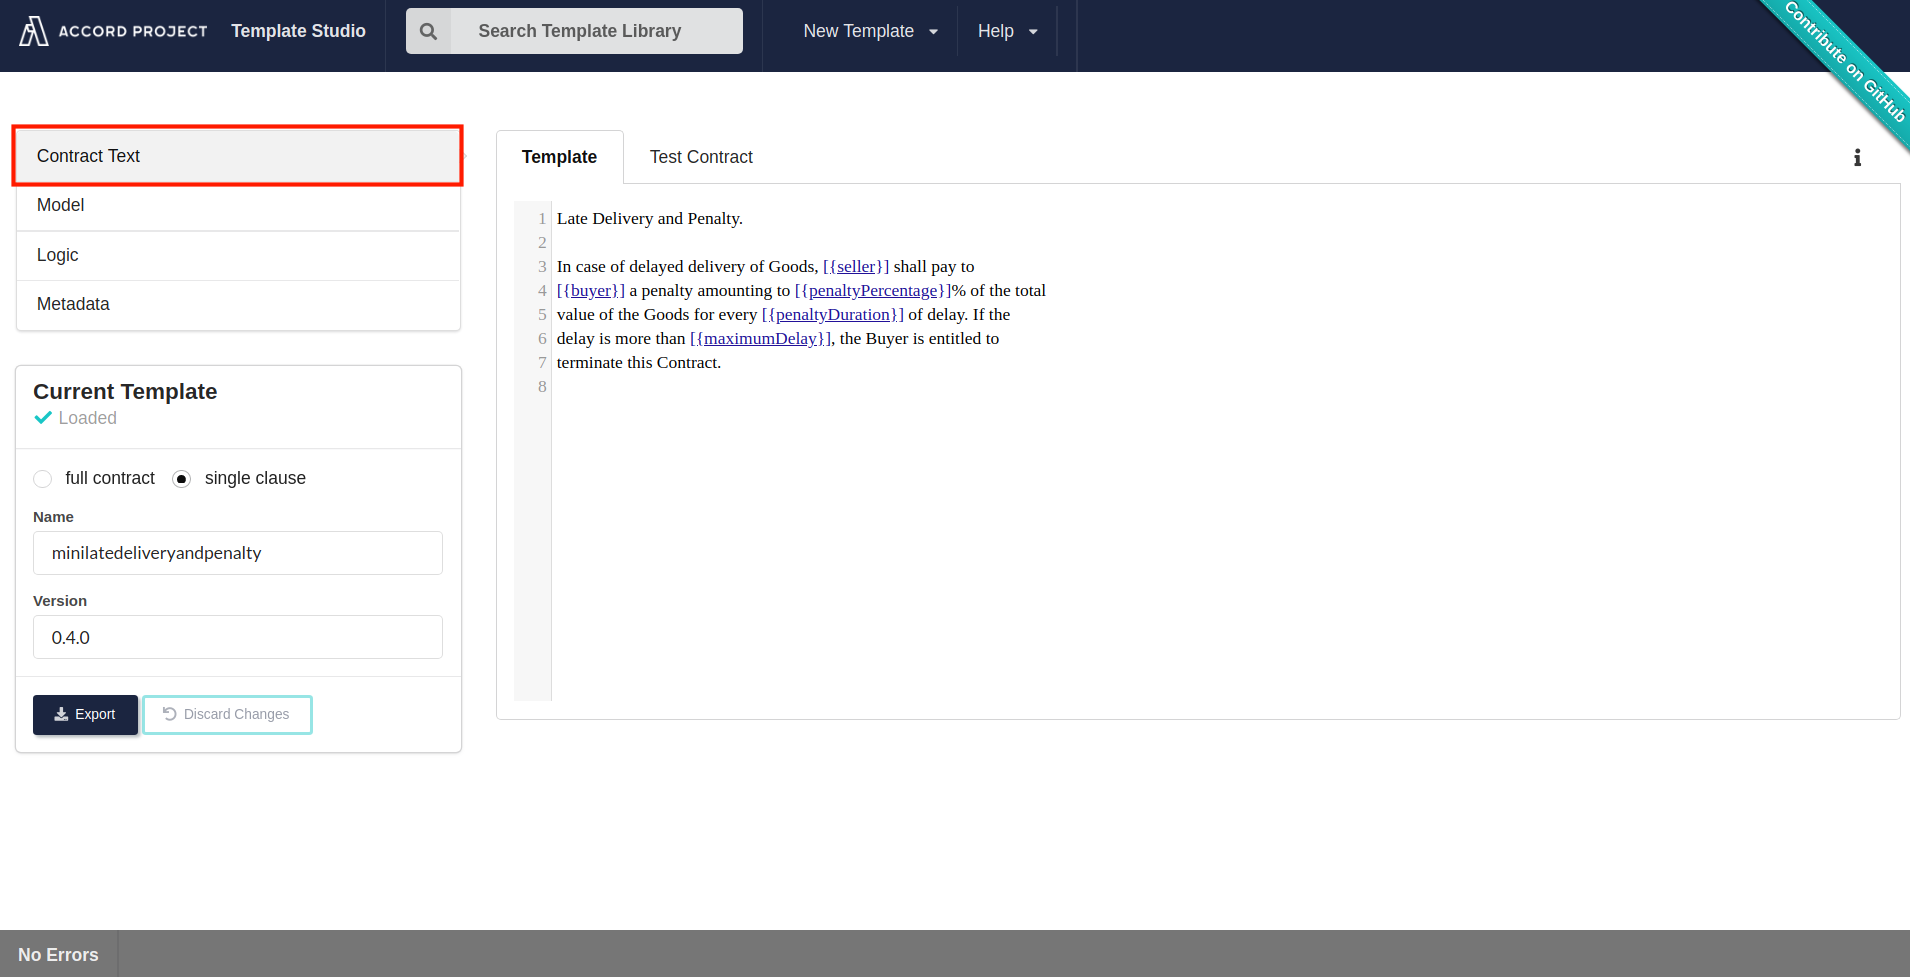 ACCORD PROJECT Template Studio Search Template Library New Template Help
Contribute on GitHub
Contract Text
Model
Logic
Metadata
Current Template
Loaded
full contract single clause
Name
minilatedeliveryandpenalty
Version
0.4.0
Export Discard Changes
Template Test Contract
1 Late Delivery and Penalty.
2
3 In case of delayed delivery of Goods, [{seller}] shall pay to
4 [{buyer}] a penalty amounting to [{penaltyPercentage}]% of the total
5 value of the Goods for every [{penaltyDuration}] of delay. If the
6 delay is more than [{maximumDelay}], the Buyer is entitled to
7 terminate this Contract.
8
No Errors